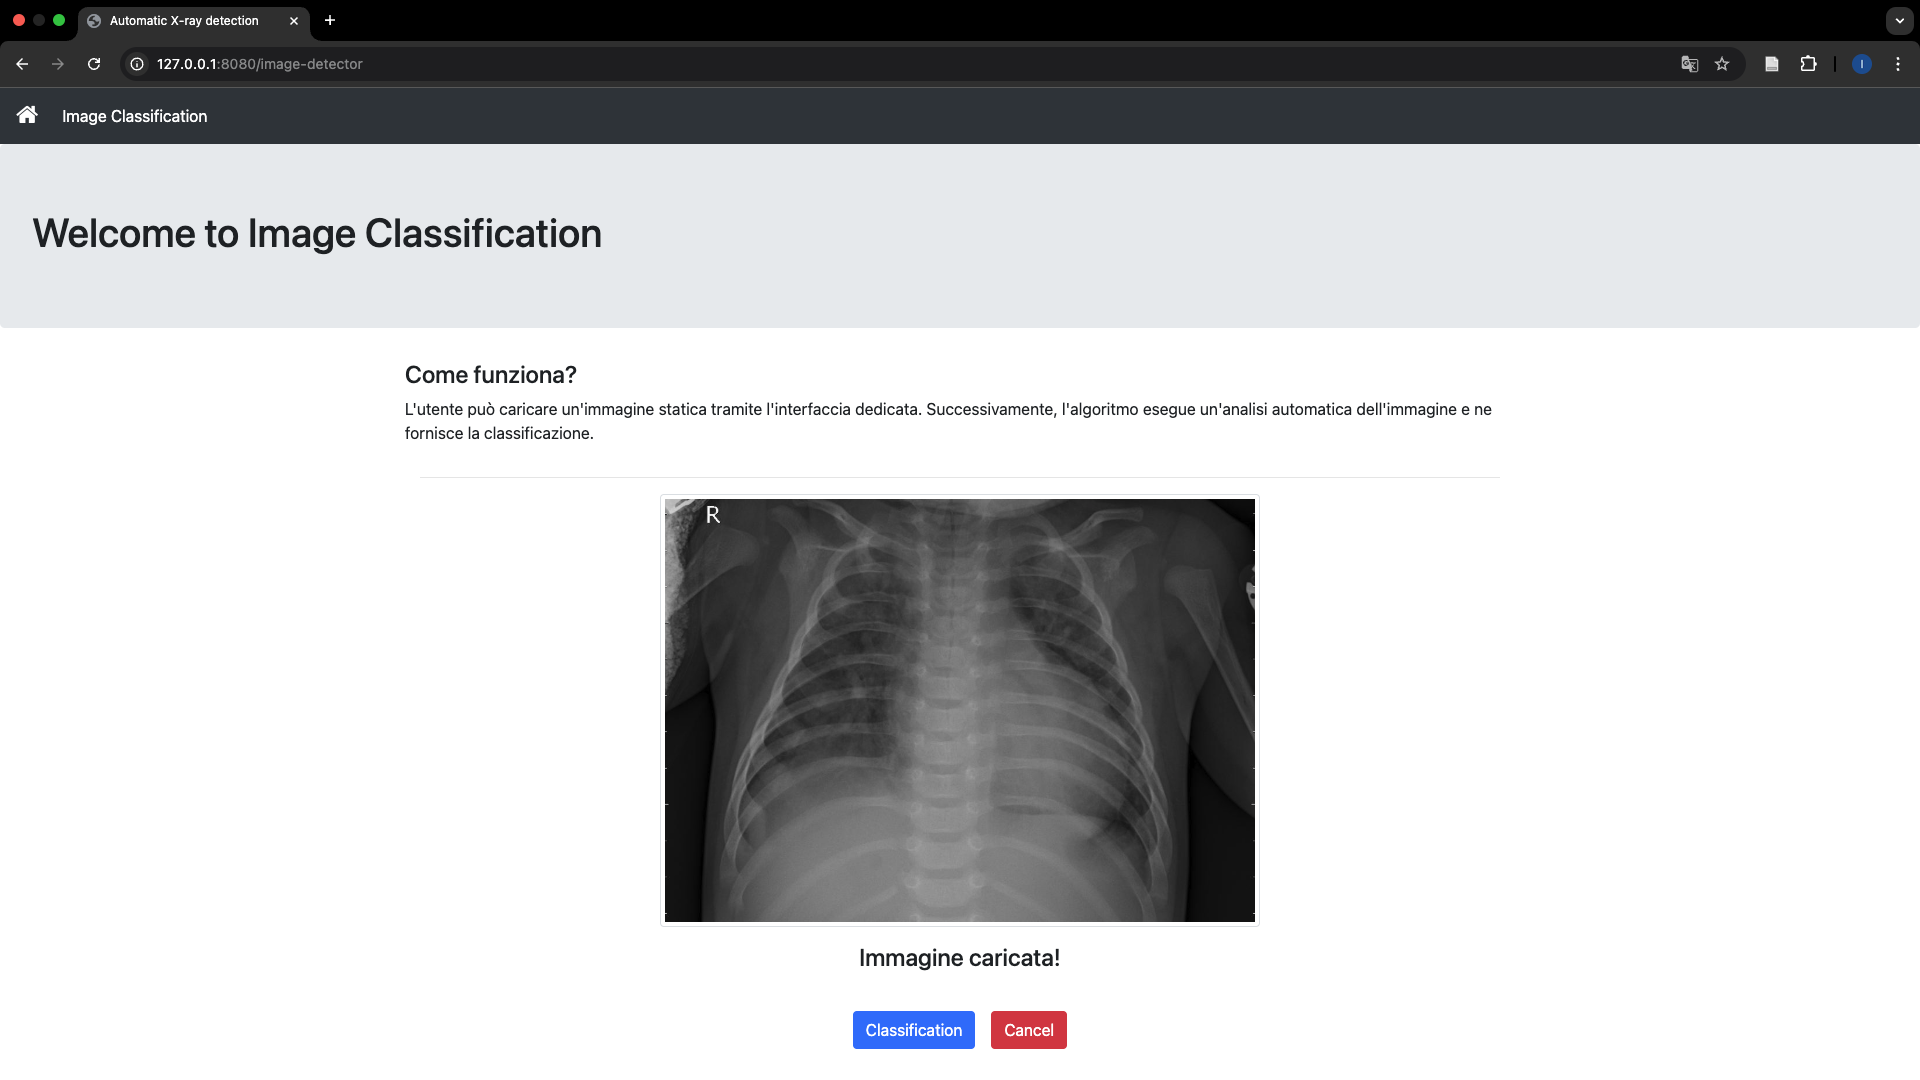 Automatic X-ray detection
127.0.0.1:8080/image-detector
I
Image Classification
Welcome to Image Classification
Come funziona?
L'utente può caricare un'immagine statica tramite l'interfaccia dedicata. Successivamente, l'algoritmo esegue un'analisi automatica dell'immagine e ne
fornisce la classificazione.
R
Immagine caricata!
Classification Cancel